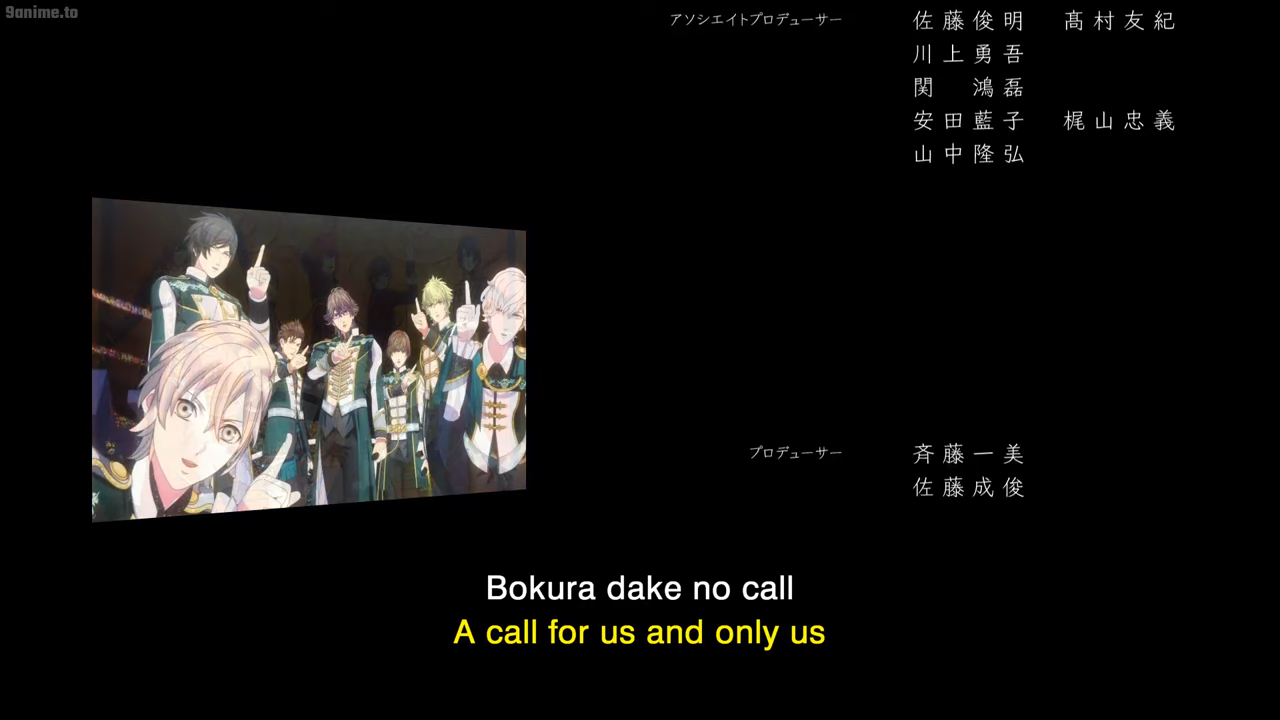 9anime.to
アソシエイトプロデューサー 佐藤俊明 髙村友紀
川上勇吾
関 鴻磊
安田藍子 梶山忠義
山中隆弘
プロデューサー 斉藤一美
佐藤成俊
Bokura dake no call
A call for us and only us